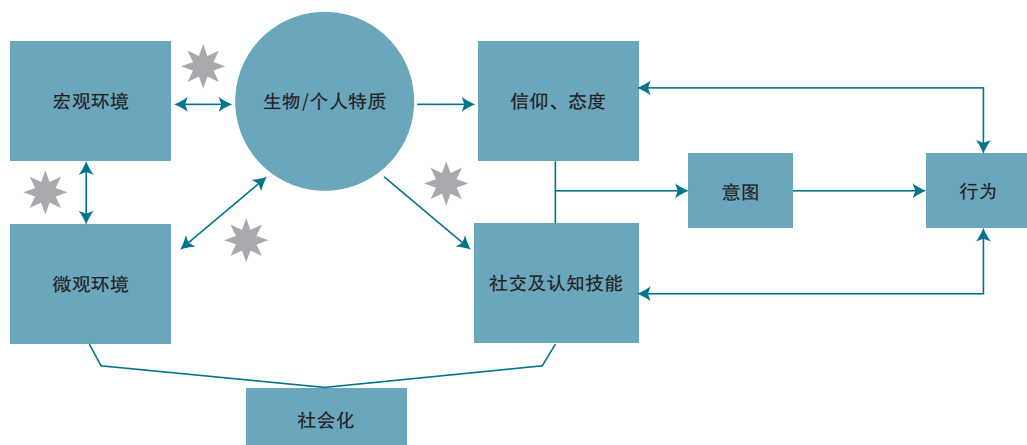 宏观环境
生物/个人特质
信仰、态度
意图
行为
微观环境
社交及认知技能
社会化